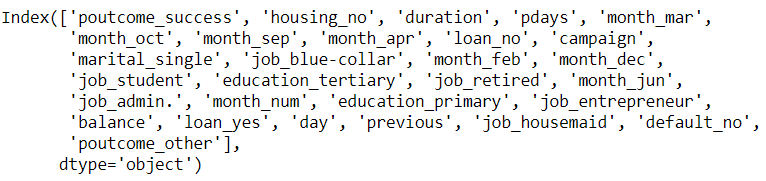 Index(['poutcome_success', 'housing_no', 'duration', 'pdays', 'month_mar',
'month_oct', 'month_sep', 'month_apr', 'loan_no', 'campaign',
'marital_single', 'job_blue-collar', 'month_feb', 'month_dec',
'job_student', 'education_tertiary', 'job_retired', 'month_jun',
'job_admin.', 'month_num', 'education_primary', 'job_entrepreneur',
'balance', 'loan_yes', 'day', 'previous', 'job_housemaid', 'default_no',
'poutcome_other'],
dtype='object')